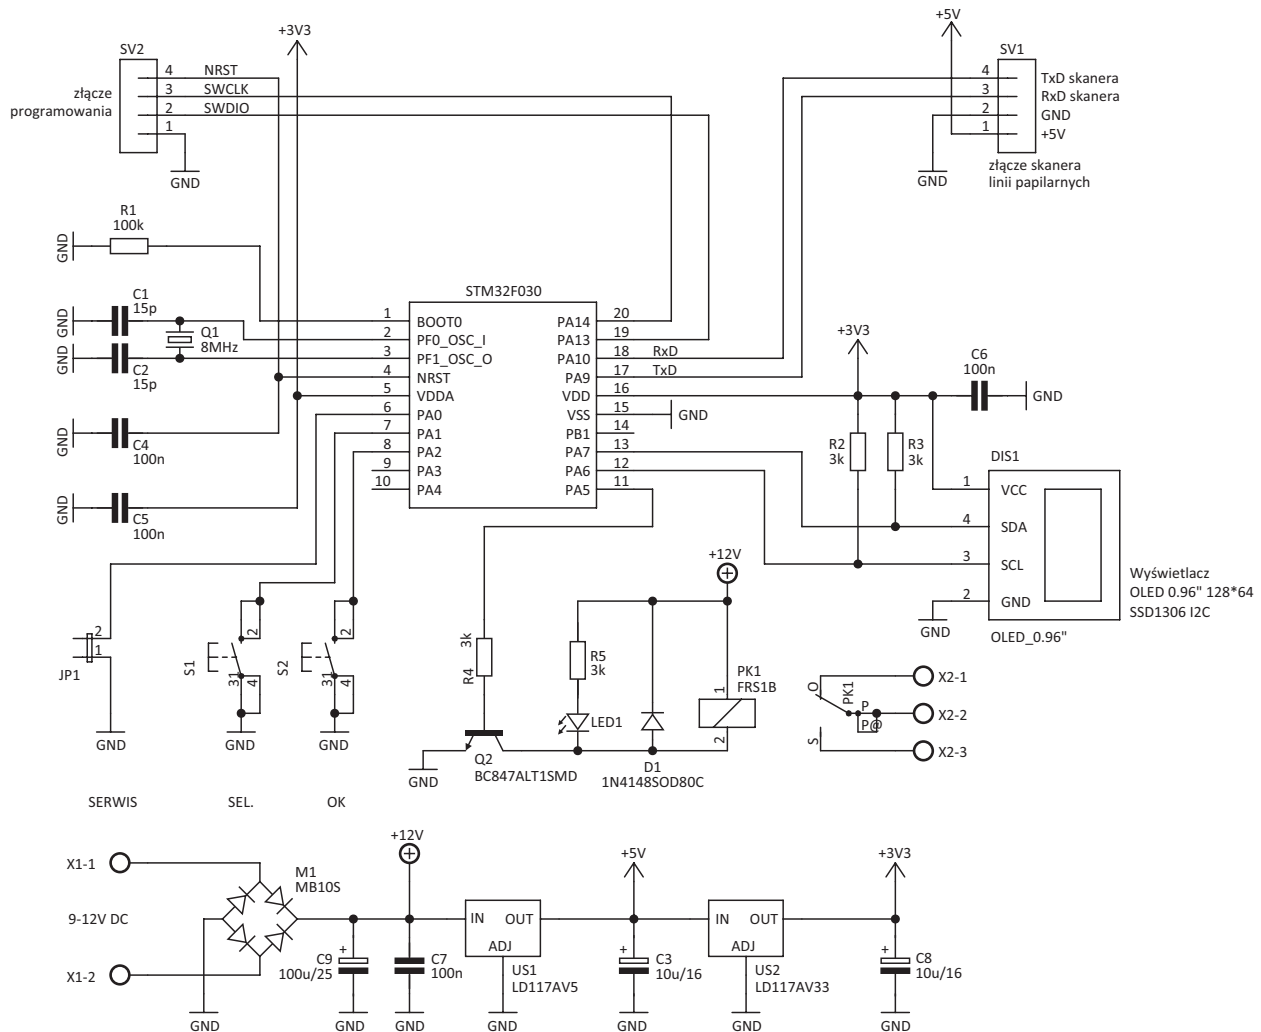 +3V3
+5V
SV2
4 NRST
3 SWCLK
2 SWDIO
1
złącze
programowania
GND
SV1
4 TxD skanera
3 RxD skanera
2 GND
1 +5V
złącze skanera
linii papilarnych
GND
R1
100k
GND
C1
15p
GND
Q1
8MHz
GND
C2
15p
GND
C4
100n
GND
C5
100n
STM32F030
1 BOOT0
2 PF0_OSC_I
3 PF1_OSC_O
4 NRST
5 VDDA
6 PA0
7 PA1
8 PA2
9 PA3
10 PA4
PA14 20
PA13 19
PA10 18 RxD
PA9 17 TxD
VDD 16
VSS 15 GND
PB1 14
PA7 13
PA6 12
PA5 11
+3V3
C6
100n
GND
R2
3k
R3
3k
DIS1
1 VCC
4 SDA
3 SCL
2 GND
GND
OLED_0.96"
Wyświetlacz
OLED 0.96" 128*64
SSD1306 I2C
2
1
JP1
GND
SERWIS
S1
2
31
4
GND
SEL.
S2
2
31
4
GND
OK
+12V
R4
3k
R5
3k
LED1
PK1
FRS1B
1
2
GND
Q2
BC847ALT1SMD
D1
1N4148SOD80C
O
PK1
P
P@
S
X2-1
X2-2
X2-3
X1-1
9-12V DC
X1-2
M1
MB10S
GND
+12V
+
C9
100u/25
GND
C7
100n
GND
IN OUT
ADJ
US1
LD117AV5
GND
+5V
+
C3
10u/16
GND
IN OUT
ADJ
US2
LD117AV33
GND
+3V3
+
C8
10u/16
GND